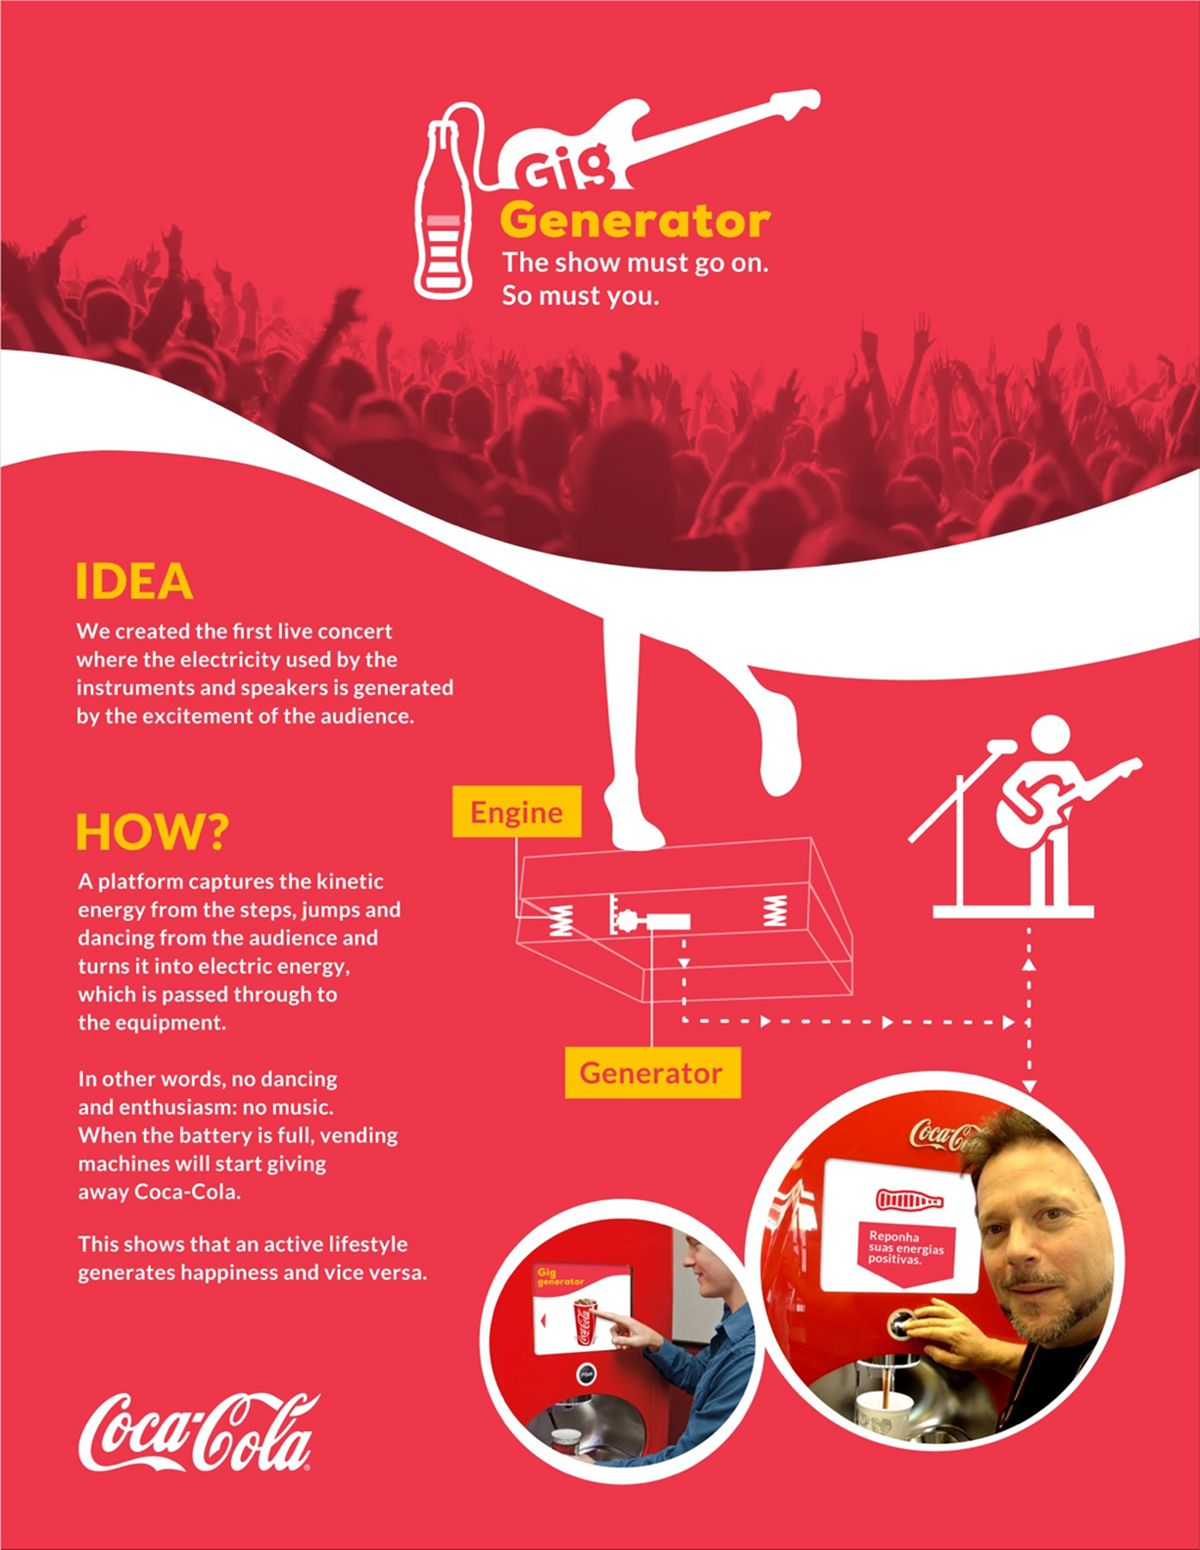 Gig
Generator
The show must go on.
So must you.
IDEA
We created the first live concert
where the electricity used by the
instruments and speakers is generated
by the excitement of the audience.
HOW?
A platform captures the kinetic
energy from the steps, jumps and
dancing from the audience and
turns it into electric energy,
which is passed through to
the equipment.
In other words, no dancing
and enthusiasm: no music.
When the battery is full, vending
machines will start giving
away Coca-Cola.
This shows that an active lifestyle
generates happiness and vice versa.
Engine
Generator
Coca-Co
Reponha
suas energias
positivas.
Gig
generator
Coca-Cola
Coca-Cola®